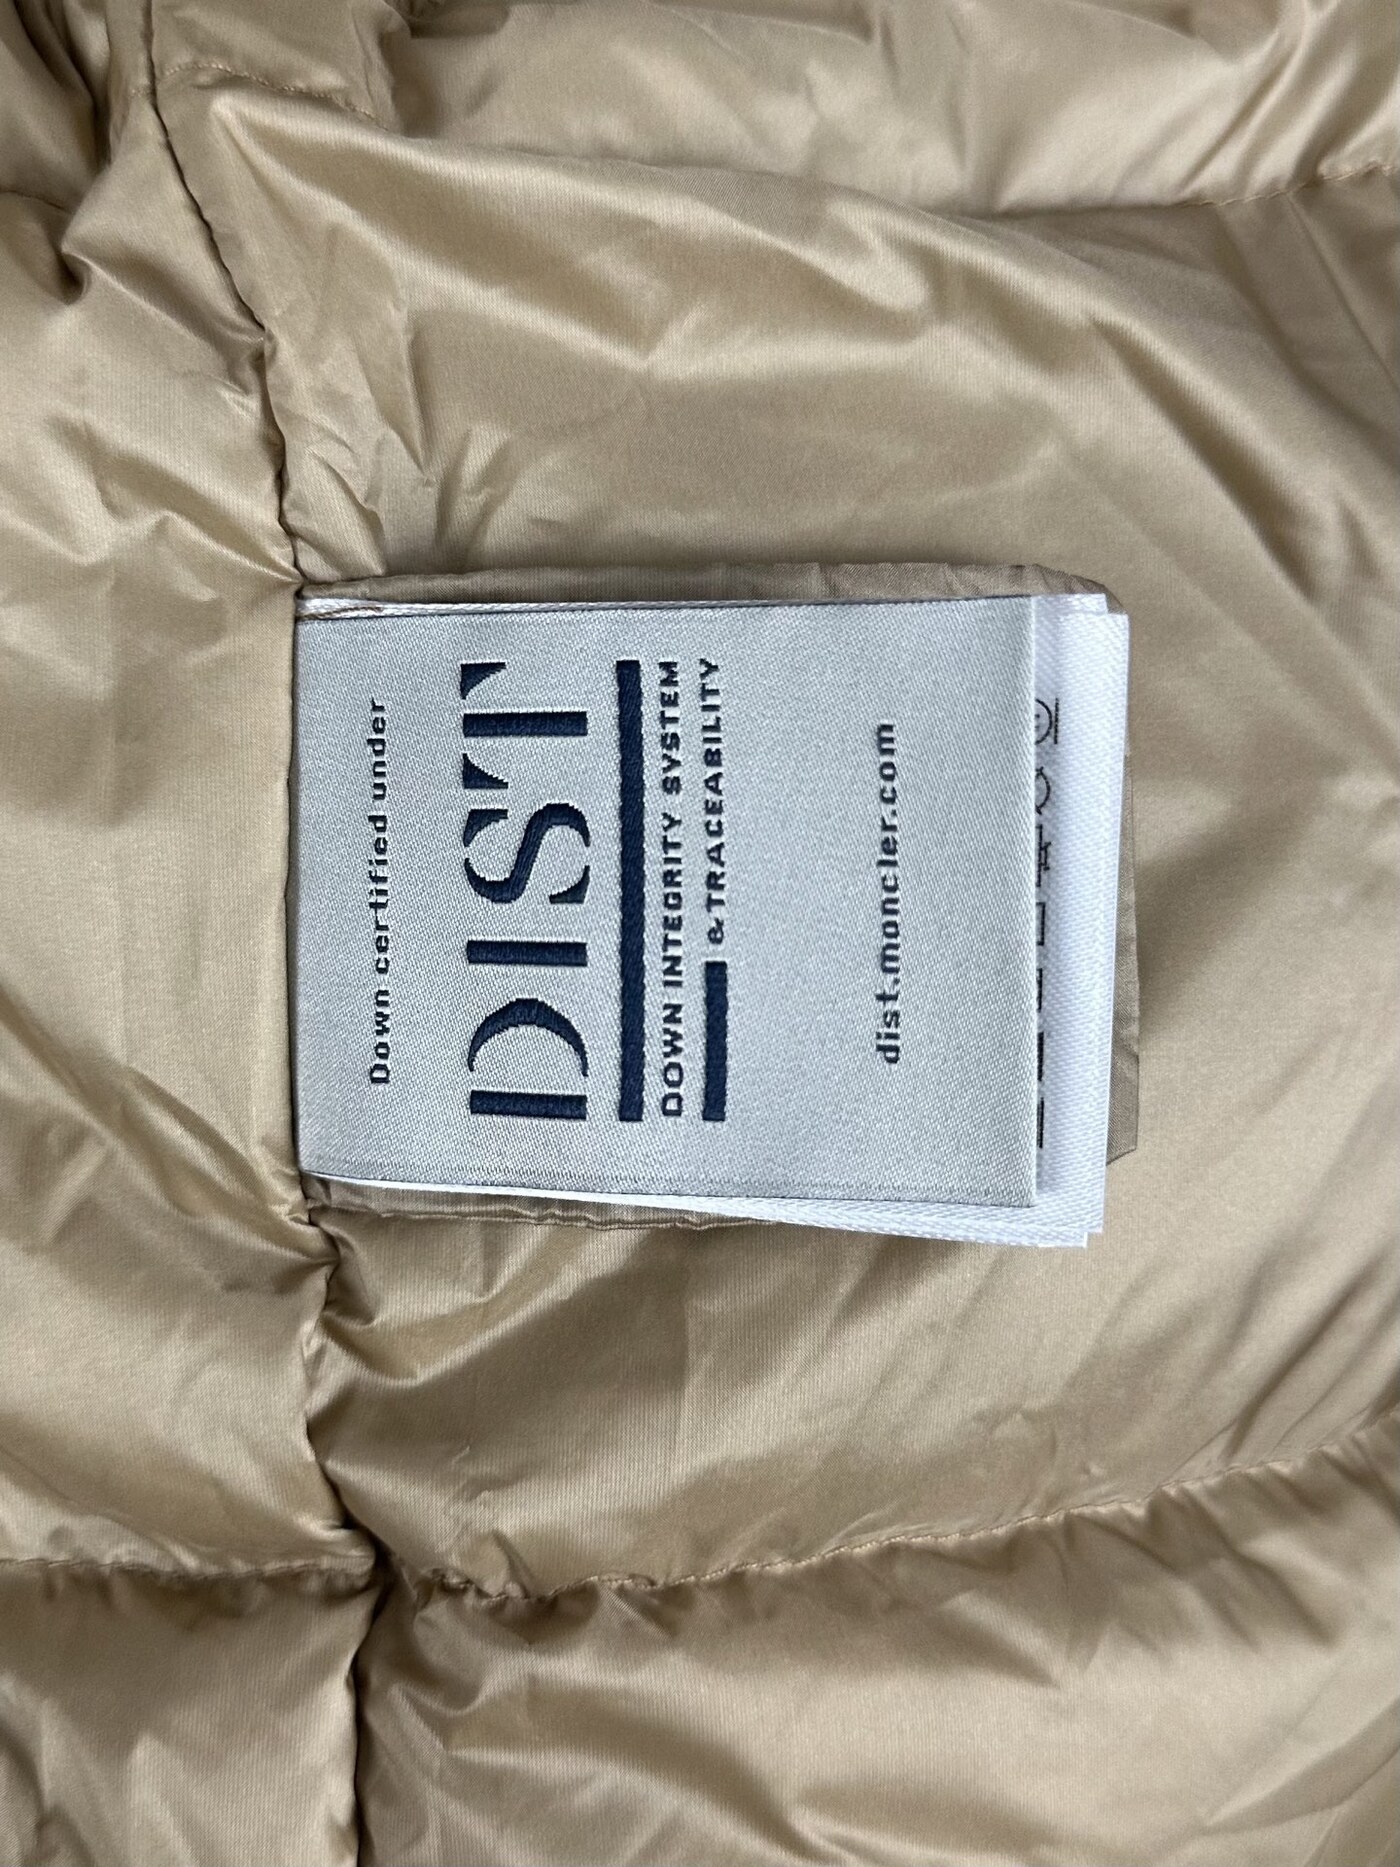 Down certified under
DIST
DOWN INTEGRITY SYSTEM
& TRACEABILITY
dist.moncler.com